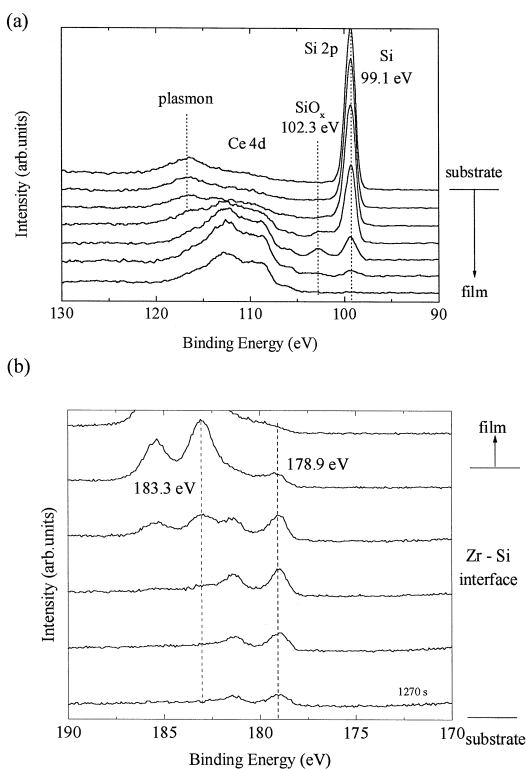 (a)
Si 2p
Si
99.1 eV
plasmon
SiOx
102.3 eV
Ce 4d
substrate
film
Intensity (arb.units)
130 120 110 100 90
Binding Energy (eV)
(b)
film
178.9 eV
183.3 eV
Zr - Si
interface
Intensity (arb.units)
1270 s
190 185 180 175 170
substrate
Binding Energy (eV)